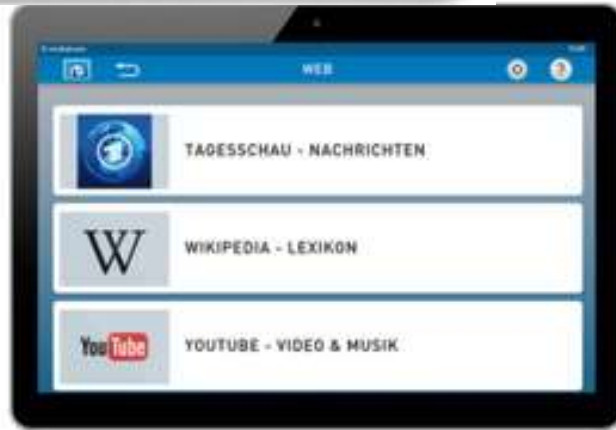 WEB
TAGESSCHAU - NACHRICHTEN
W
WIKIPEDIA - LEXIKON
YouTube
YOUTUBE - VIDEO & MUSIK